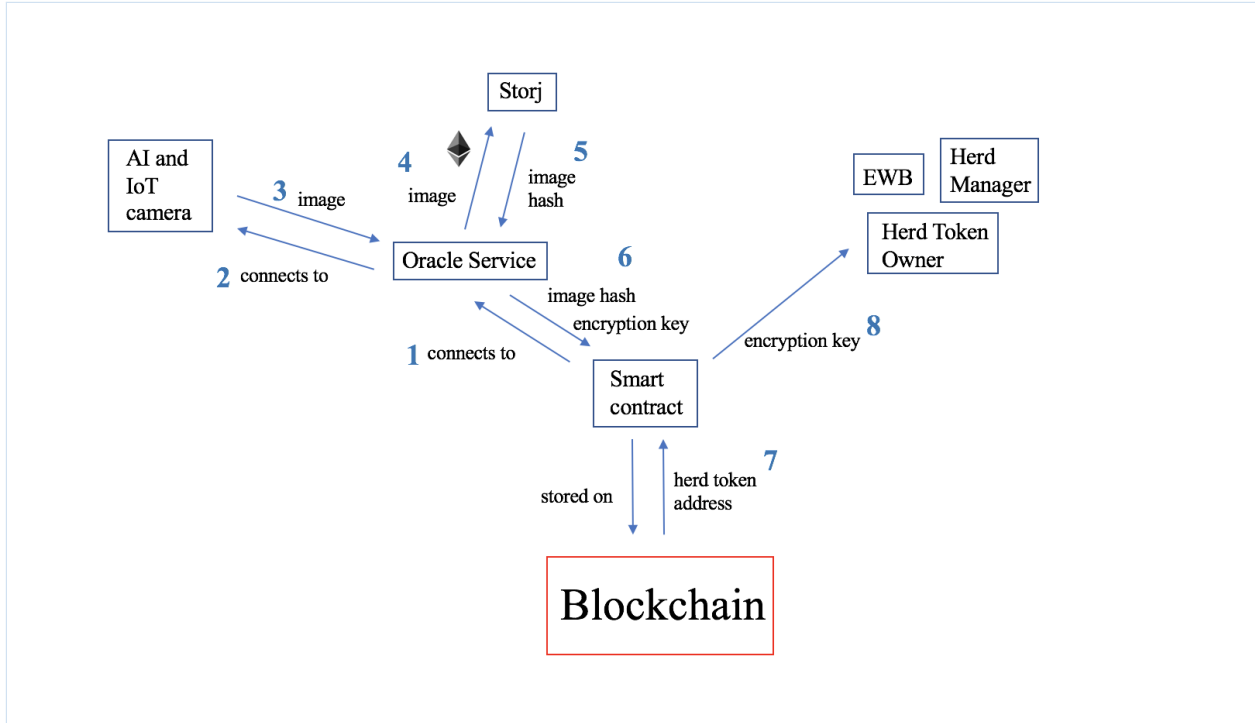 Storj
AI and
IoT
camera
4
5
3 image
image
image
hash
EWB
Herd
Manager
Herd Token
Owner
Oracle Service
2 connects to
6
image hash
encryption key
1 connects to
encryption key 8
Smart
contract
7
stored on
herd token
address
Blockchain